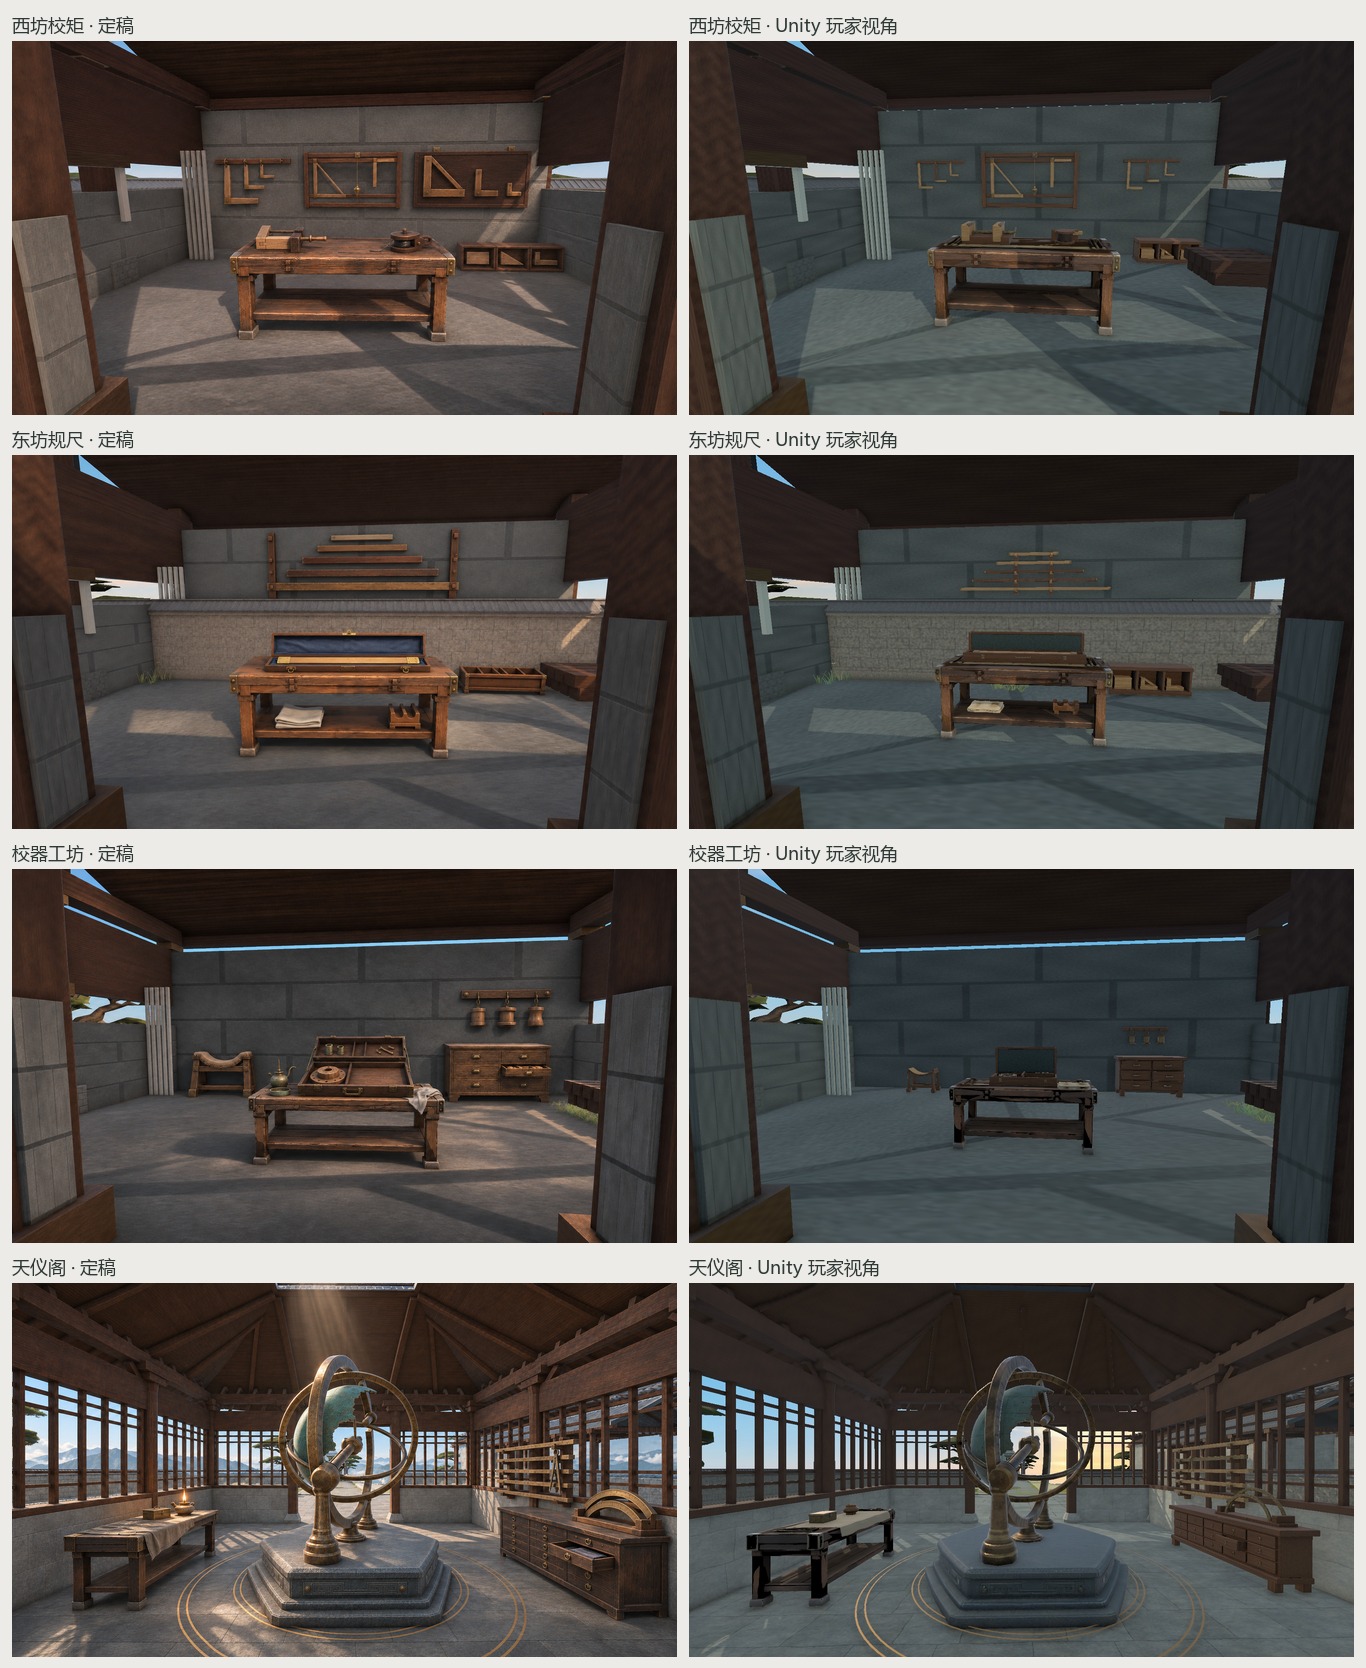 西坊校矩 · 定稿
西坊校矩 · Unity 玩家视角
东坊规尺 · 定稿
东坊规尺 · Unity 玩家视角
校器工坊 · 定稿
校器工坊 · Unity 玩家视角
天仪阁 · 定稿
天仪阁 · Unity 玩家视角